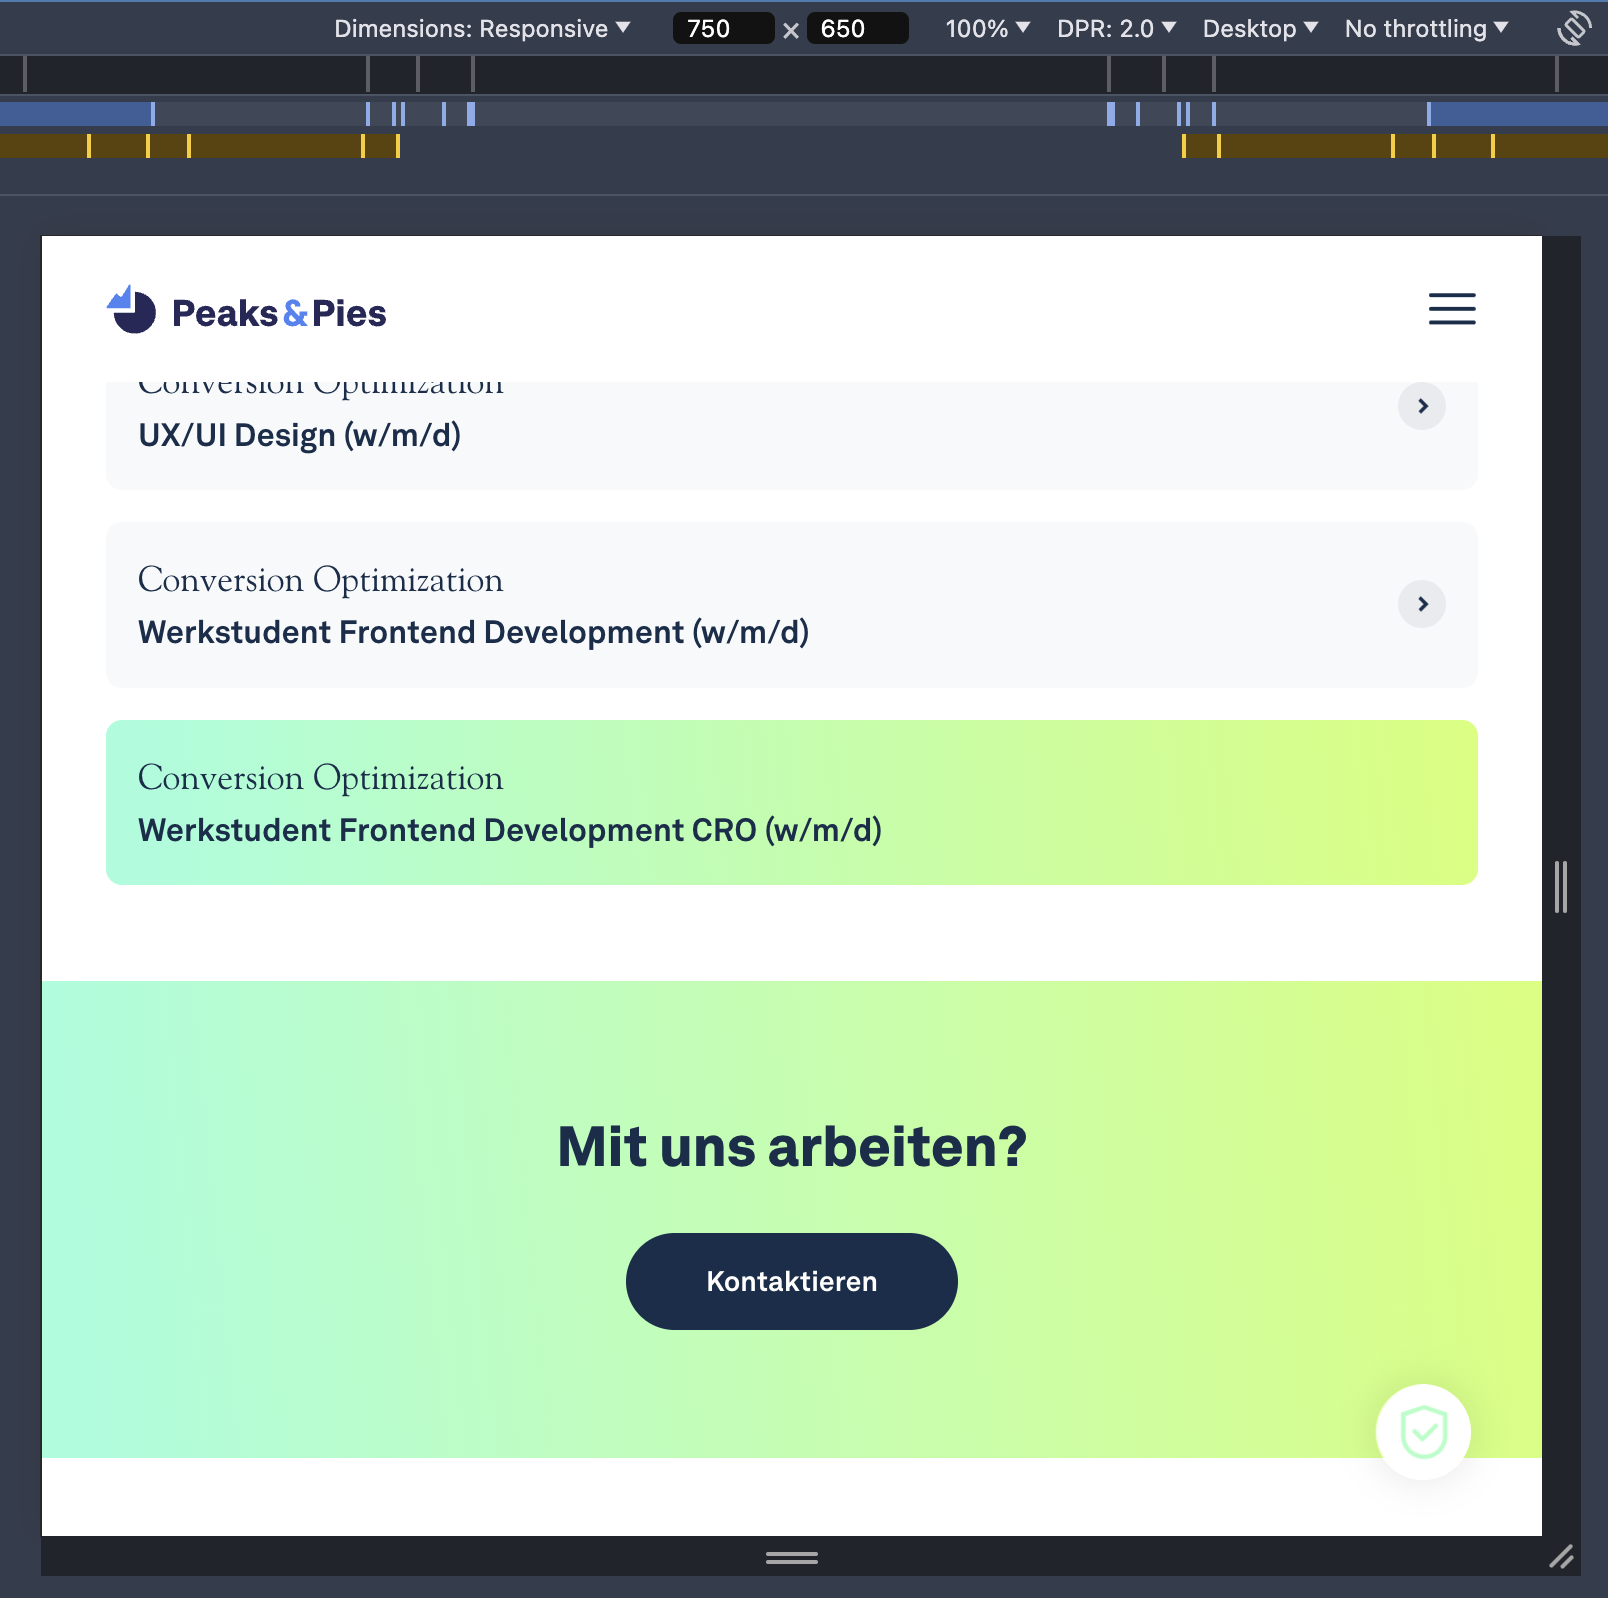 Dimensions: Responsive 750 × 650 100% DPR: 2.0 Desktop No throttling
Peaks & Pies
Conversion Optimization
UX/UI Design (w/m/d)
Conversion Optimization
Werkstudent Frontend Development (w/m/d)
Conversion Optimization
Werkstudent Frontend Development CRO (w/m/d)
Mit uns arbeiten?
Kontaktieren